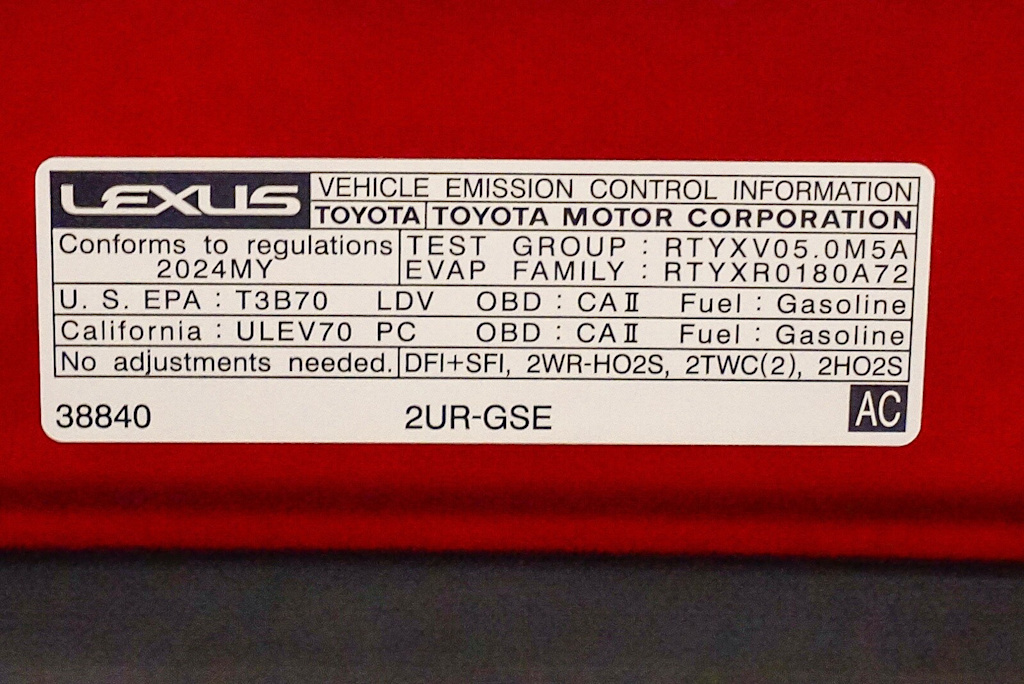 LEXUS VEHICLE EMISSION CONTROL INFORMATION
TOYOTA TOYOTA MOTOR CORPORATION
Conforms to regulations TEST GROUP : RTYXV05.0M5A
2024MY EVAP FAMILY : RTYXR0180A72
U. S. EPA : T3B70 LDV OBD : CAⅡ Fuel : Gasoline
California : ULEV70 PC OBD : CAⅡ Fuel : Gasoline
No adjustments needed. DFI+SFI, 2WR-HO2S, 2TWC(2), 2HO2S
38840 2UR-GSE AC